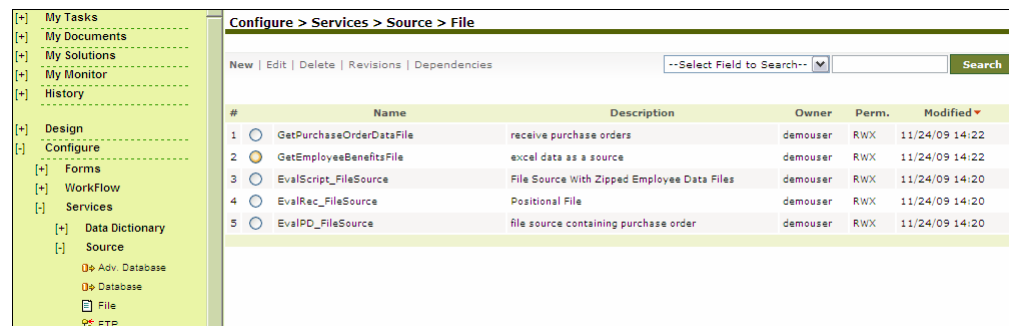 [+] My Tasks
[+] My Documents
[+] My Solutions
[+] My Monitor
[+] History
[+] Design
[-] Configure
[+] Forms
[+] WorkFlow
[-] Services
[+] Data Dictionary
[-] Source
Adv. Database
Database
File
FTP
Configure > Services > Source > File
New | Edit | Delete | Revisions | Dependencies --Select Field to Search-- Search
# Name Description Owner Perm. Modified
1 GetPurchaseOrderDataFile receive purchase orders demouser RWX 11/24/09 14:22
2 GetEmployeeBenefitsFile excel data as a source demouser RWX 11/24/09 14:22
3 EvalScript_FileSource File Source With Zipped Employee Data Files demouser RWX 11/24/09 14:20
4 EvalRec_FileSource Positional File demouser RWX 11/24/09 14:20
5 EvalPD_FileSource file source containing purchase order demouser RWX 11/24/09 14:20